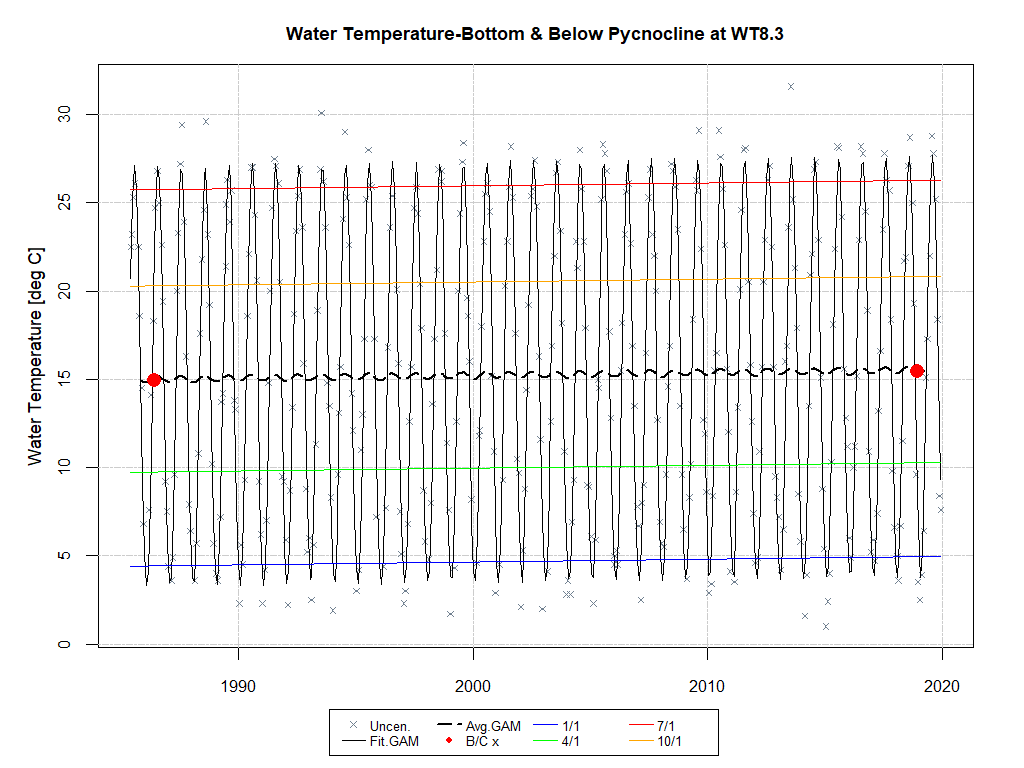 Water Temperature-Bottom & Below Pycnocline at WT8.3
Water Temperature [deg C]
30
25
20
15
10
5
0
1990 2000 2010 2020
Uncen. Avg.GAM 1/1 7/1
Fit.GAM B/C x 4/1 10/1